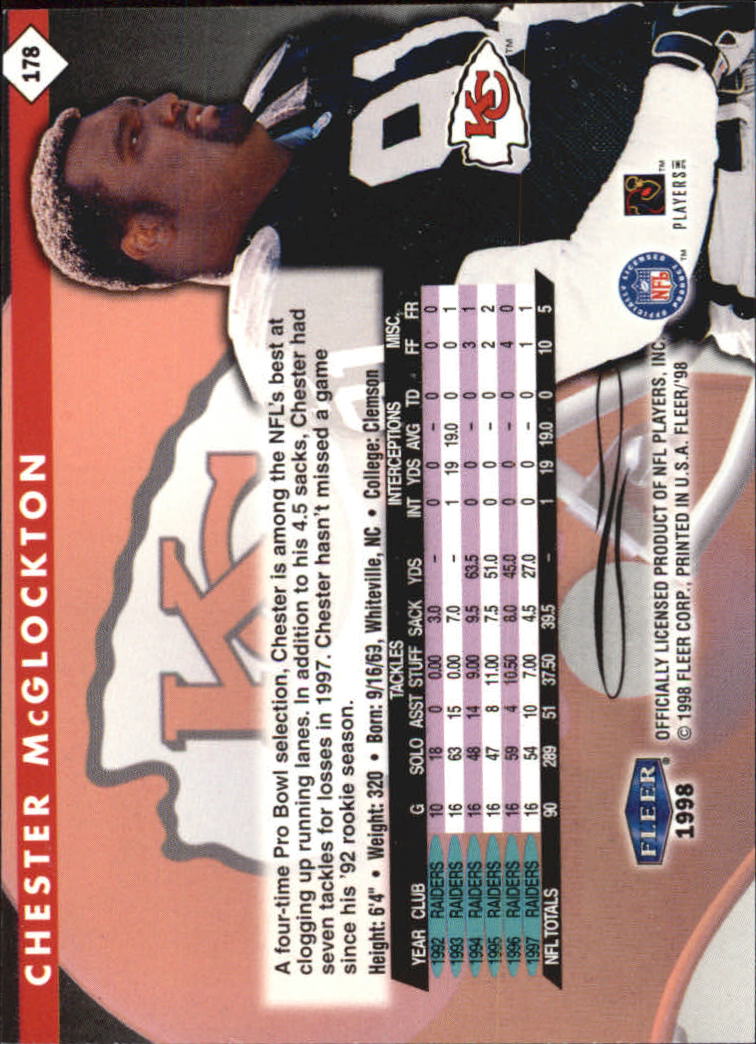 CHESTER McGLOCKTON
178
91
KC
TM
A four-time Pro Bowl selection, Chester is among the NFL's best at
clogging up running lanes. In addition to his 4.5 sacks, Chester had
seven tackles for losses in 1997. Chester hasn't missed a game
since his '92 rookie season.
Height: 6'4" • Weight: 320 • Born: 9/16/69, Whiteville, NC • College: Clemson
TACKLES INTERCEPTIONS MISC.
YEAR CLUB G SOLO ASST STUFF SACK YDS INT YDS AVG TD FF FR
1992 RAIDERS 10 18 0 0.00 3.0 – 0 0 – 0 0 0
1993 RAIDERS 16 63 15 0.00 7.0 – 1 19 19.0 0 0 1
1994 RAIDERS 16 48 14 9.00 9.5 63.5 0 0 – 0 3 1
1995 RAIDERS 16 47 8 11.00 7.5 51.0 0 0 – 0 2 2
1996 RAIDERS 16 59 4 10.50 8.0 45.0 0 0 – 0 4 0
1997 RAIDERS 16 54 10 7.00 4.5 27.0 0 0 – 0 1 1
NFL TOTALS 90 289 51 37.50 39.5 – 1 19 19.0 0 10 5
FLEER®
1998
OFFICIALLY LICENSED PRODUCT OF NFL PLAYERS, INC.
© 1998 FLEER CORP., PRINTED IN U.S.A. FLEER/'98
NFL
TM
PLAYERS INC
TM